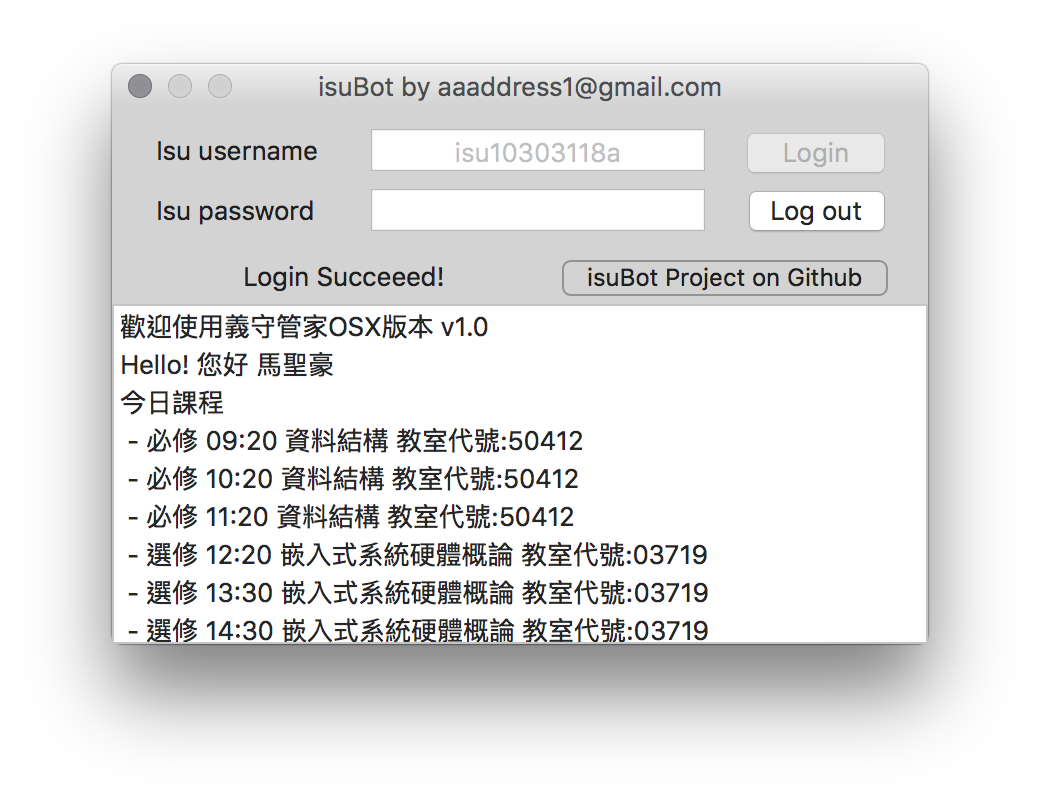 isuBot by aaaddress1@gmail.com
Isu username isu10303118a Login
Isu password Log out
Login Succeeed! isuBot Project on Github
歡迎使用義守管家OSX版本 v1.0
Hello! 您好 馬聖豪
今日課程
- 必修 09:20 資料結構 教室代號:50412
- 必修 10:20 資料結構 教室代號:50412
- 必修 11:20 資料結構 教室代號:50412
- 選修 12:20 嵌入式系統硬體概論 教室代號:03719
- 選修 13:30 嵌入式系統硬體概論 教室代號:03719
- 選修 14:30 嵌入式系統硬體概論 教室代號:03719